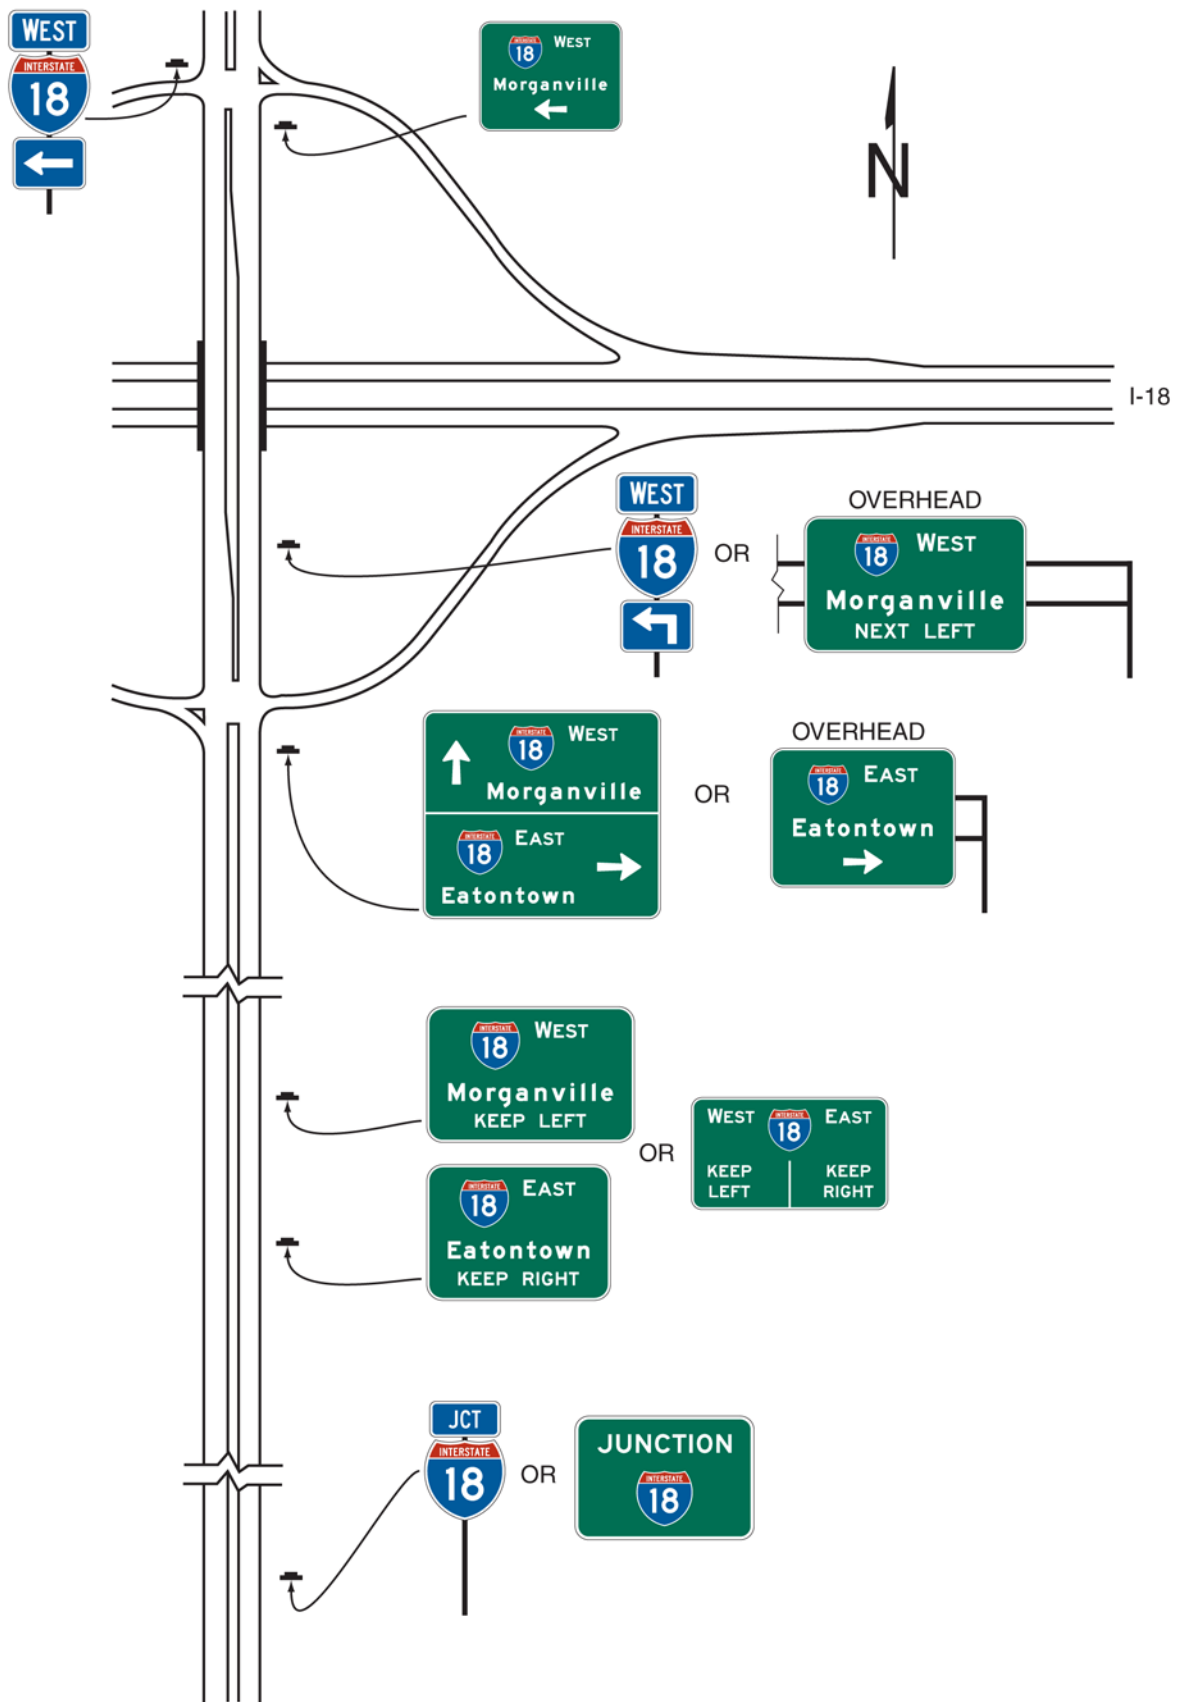 WEST
INTERSTATE
18
18 WEST
Morganville
N
I-18
WEST
INTERSTATE
18
OR
OVERHEAD
INTERSTATE
18 WEST
Morganville
NEXT LEFT
INTERSTATE
18 WEST
Morganville
INTERSTATE
18 EAST
Eatontown
OR
OVERHEAD
INTERSTATE
18 EAST
Eatontown
INTERSTATE
18 WEST
Morganville
KEEP LEFT
INTERSTATE
18 EAST
Eatontown
KEEP RIGHT
OR
WEST INTERSTATE 18 EAST
KEEP KEEP
LEFT RIGHT
JCT
INTERSTATE
18
OR
JUNCTION
INTERSTATE
18